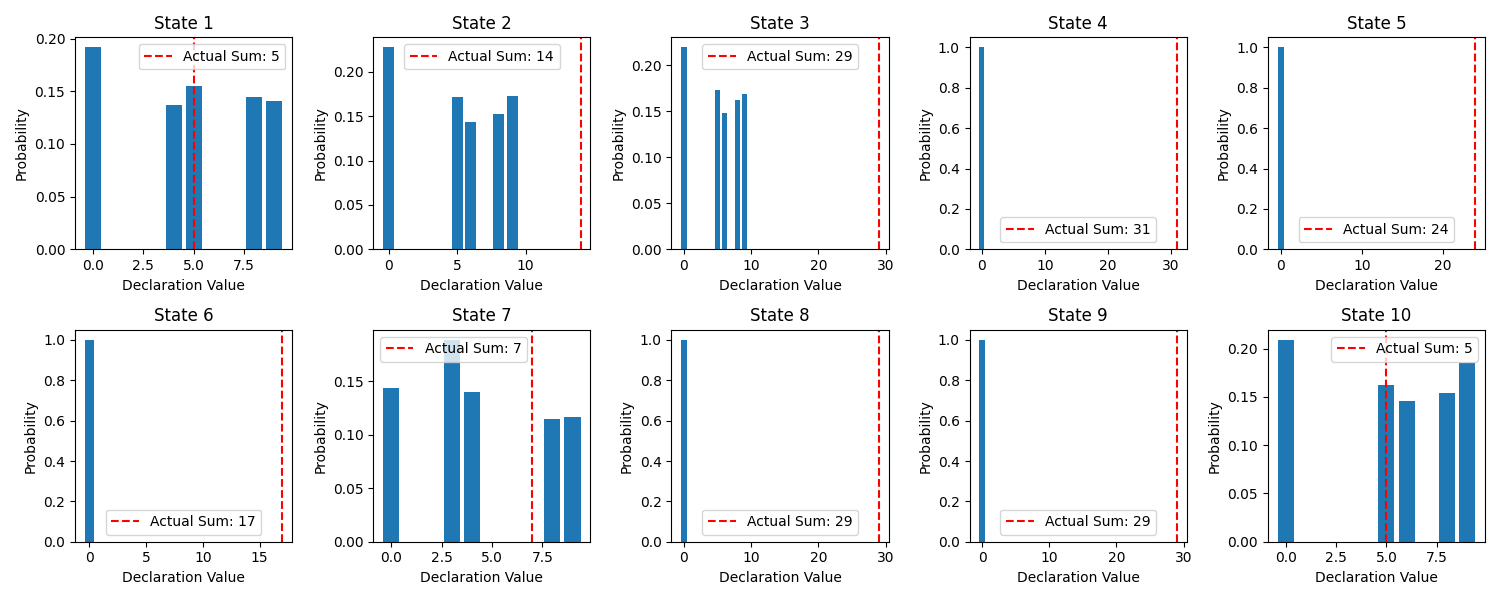 State 1
Actual Sum: 5
Probability
0.20
0.15
0.10
0.05
0.00
0.0 2.5 5.0 7.5
Declaration Value
State 2
Actual Sum: 14
Probability
0.20
0.15
0.10
0.05
0.00
0 5 10
Declaration Value
State 3
Actual Sum: 29
Probability
0.20
0.15
0.10
0.05
0.00
0 10 20 30
Declaration Value
State 4
Actual Sum: 31
Probability
1.0
0.8
0.6
0.4
0.2
0.0
0 10 20 30
Declaration Value
State 5
Actual Sum: 24
Probability
1.0
0.8
0.6
0.4
0.2
0.0
0 10 20
Declaration Value
State 6
Actual Sum: 17
Probability
1.0
0.8
0.6
0.4
0.2
0.0
0 5 10 15
Declaration Value
State 7
Actual Sum: 7
Probability
0.15
0.10
0.05
0.00
0.0 2.5 5.0 7.5
Declaration Value
State 8
Actual Sum: 29
Probability
1.0
0.8
0.6
0.4
0.2
0.0
0 10 20 30
Declaration Value
State 9
Actual Sum: 29
Probability
1.0
0.8
0.6
0.4
0.2
0.0
0 10 20 30
Declaration Value
State 10
Actual Sum: 5
Probability
0.20
0.15
0.10
0.05
0.00
0.0 2.5 5.0 7.5
Declaration Value